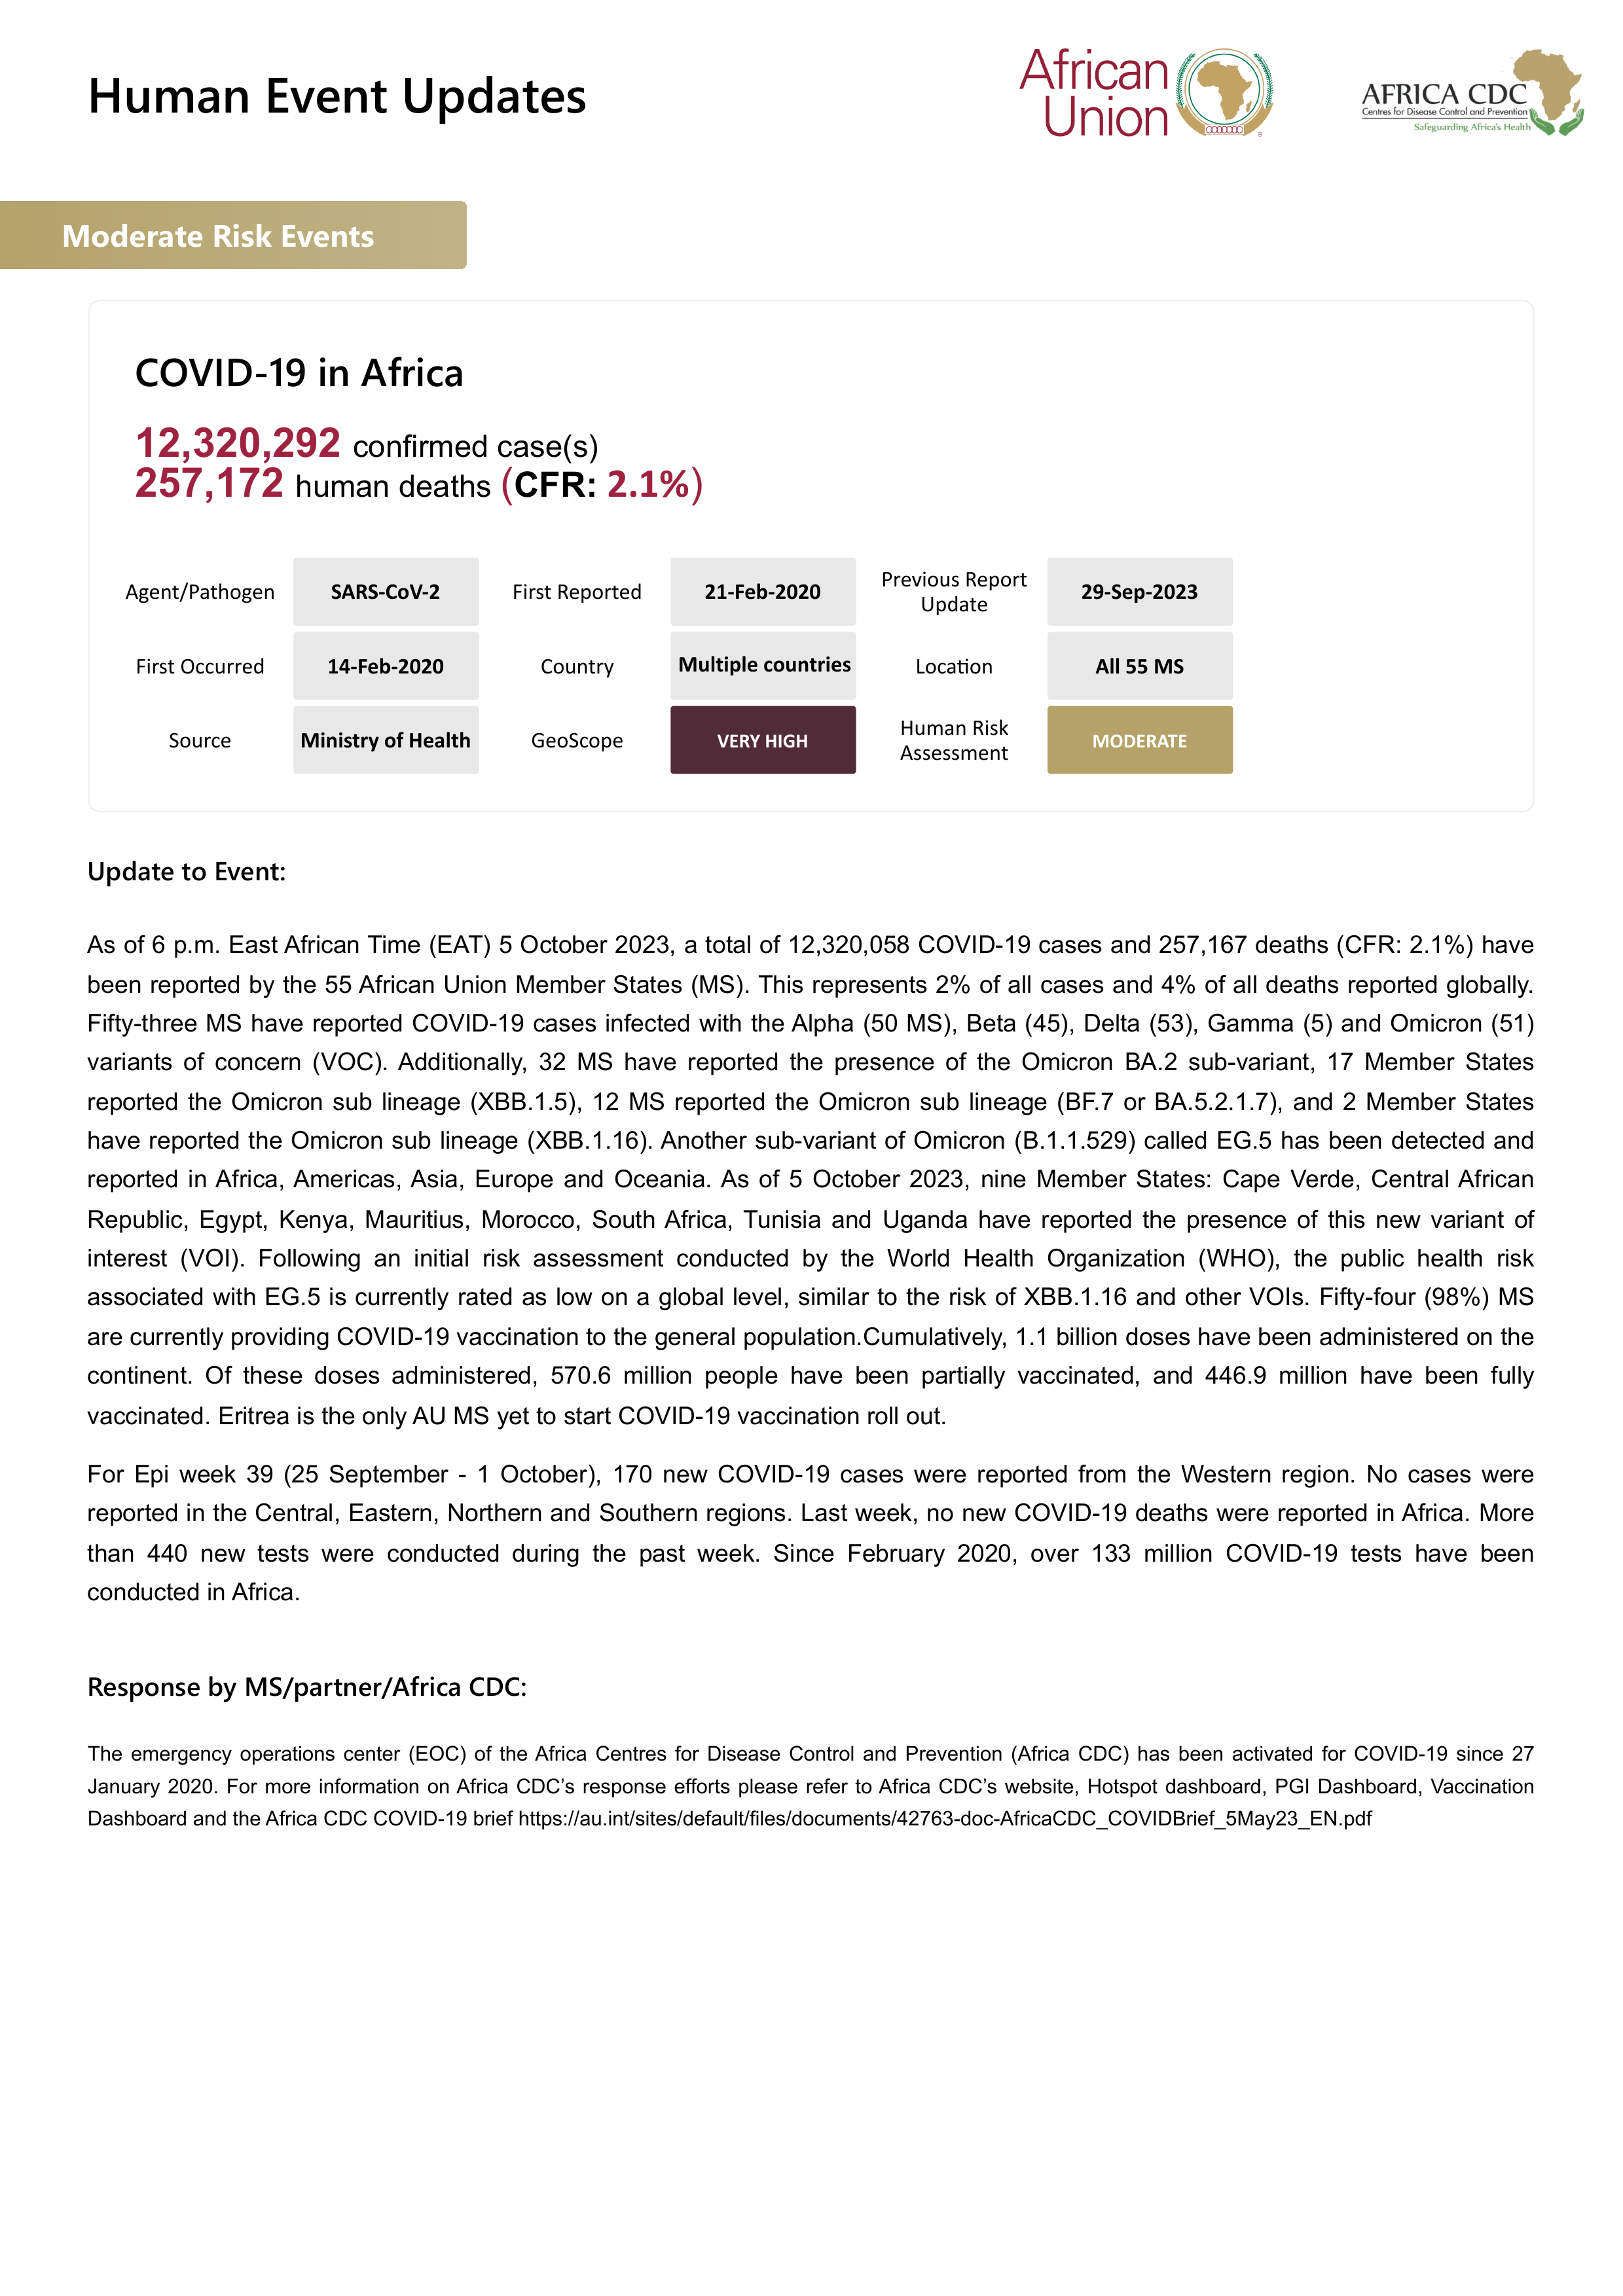 Human Event Updates
African
Union
AFRICA CDC
Centres for Disease Control and Prevention
Safeguarding Africa's Health
Moderate Risk Events
COVID-19 in Africa
12,320,292 confirmed case(s)
257,172 human deaths (CFR: 2.1%)
Agent/Pathogen SARS-CoV-2 First Reported 21-Feb-2020 Previous Report Update 29-Sep-2023
First Occurred 14-Feb-2020 Country Multiple countries Location All 55 MS
Source Ministry of Health GeoScope VERY HIGH Human Risk Assessment MODERATE
Update to Event:
As of 6 p.m. East African Time (EAT) 5 October 2023, a total of 12,320,058 COVID-19 cases and 257,167 deaths (CFR: 2.1%) have
been reported by the 55 African Union Member States (MS). This represents 2% of all cases and 4% of all deaths reported globally.
Fifty-three MS have reported COVID-19 cases infected with the Alpha (50 MS), Beta (45), Delta (53), Gamma (5) and Omicron (51)
variants of concern (VOC). Additionally, 32 MS have reported the presence of the Omicron BA.2 sub-variant, 17 Member States
reported the Omicron sub lineage (XBB.1.5), 12 MS reported the Omicron sub lineage (BF.7 or BA.5.2.1.7), and 2 Member States
have reported the Omicron sub lineage (XBB.1.16). Another sub-variant of Omicron (B.1.1.529) called EG.5 has been detected and
reported in Africa, Americas, Asia, Europe and Oceania. As of 5 October 2023, nine Member States: Cape Verde, Central African
Republic, Egypt, Kenya, Mauritius, Morocco, South Africa, Tunisia and Uganda have reported the presence of this new variant of
interest (VOI). Following an initial risk assessment conducted by the World Health Organization (WHO), the public health risk
associated with EG.5 is currently rated as low on a global level, similar to the risk of XBB.1.16 and other VOIs. Fifty-four (98%) MS
are currently providing COVID-19 vaccination to the general population.Cumulatively, 1.1 billion doses have been administered on the
continent. Of these doses administered, 570.6 million people have been partially vaccinated, and 446.9 million have been fully
vaccinated. Eritrea is the only AU MS yet to start COVID-19 vaccination roll out.
For Epi week 39 (25 September - 1 October), 170 new COVID-19 cases were reported from the Western region. No cases were
reported in the Central, Eastern, Northern and Southern regions. Last week, no new COVID-19 deaths were reported in Africa. More
than 440 new tests were conducted during the past week. Since February 2020, over 133 million COVID-19 tests have been
conducted in Africa.
Response by MS/partner/Africa CDC:
The emergency operations center (EOC) of the Africa Centres for Disease Control and Prevention (Africa CDC) has been activated for COVID-19 since 27
January 2020. For more information on Africa CDC’s response efforts please refer to Africa CDC’s website, Hotspot dashboard, PGI Dashboard, Vaccination
Dashboard and the Africa CDC COVID-19 brief https://au.int/sites/default/files/documents/42763-doc-AfricaCDC_COVIDBrief_5May23_EN.pdf